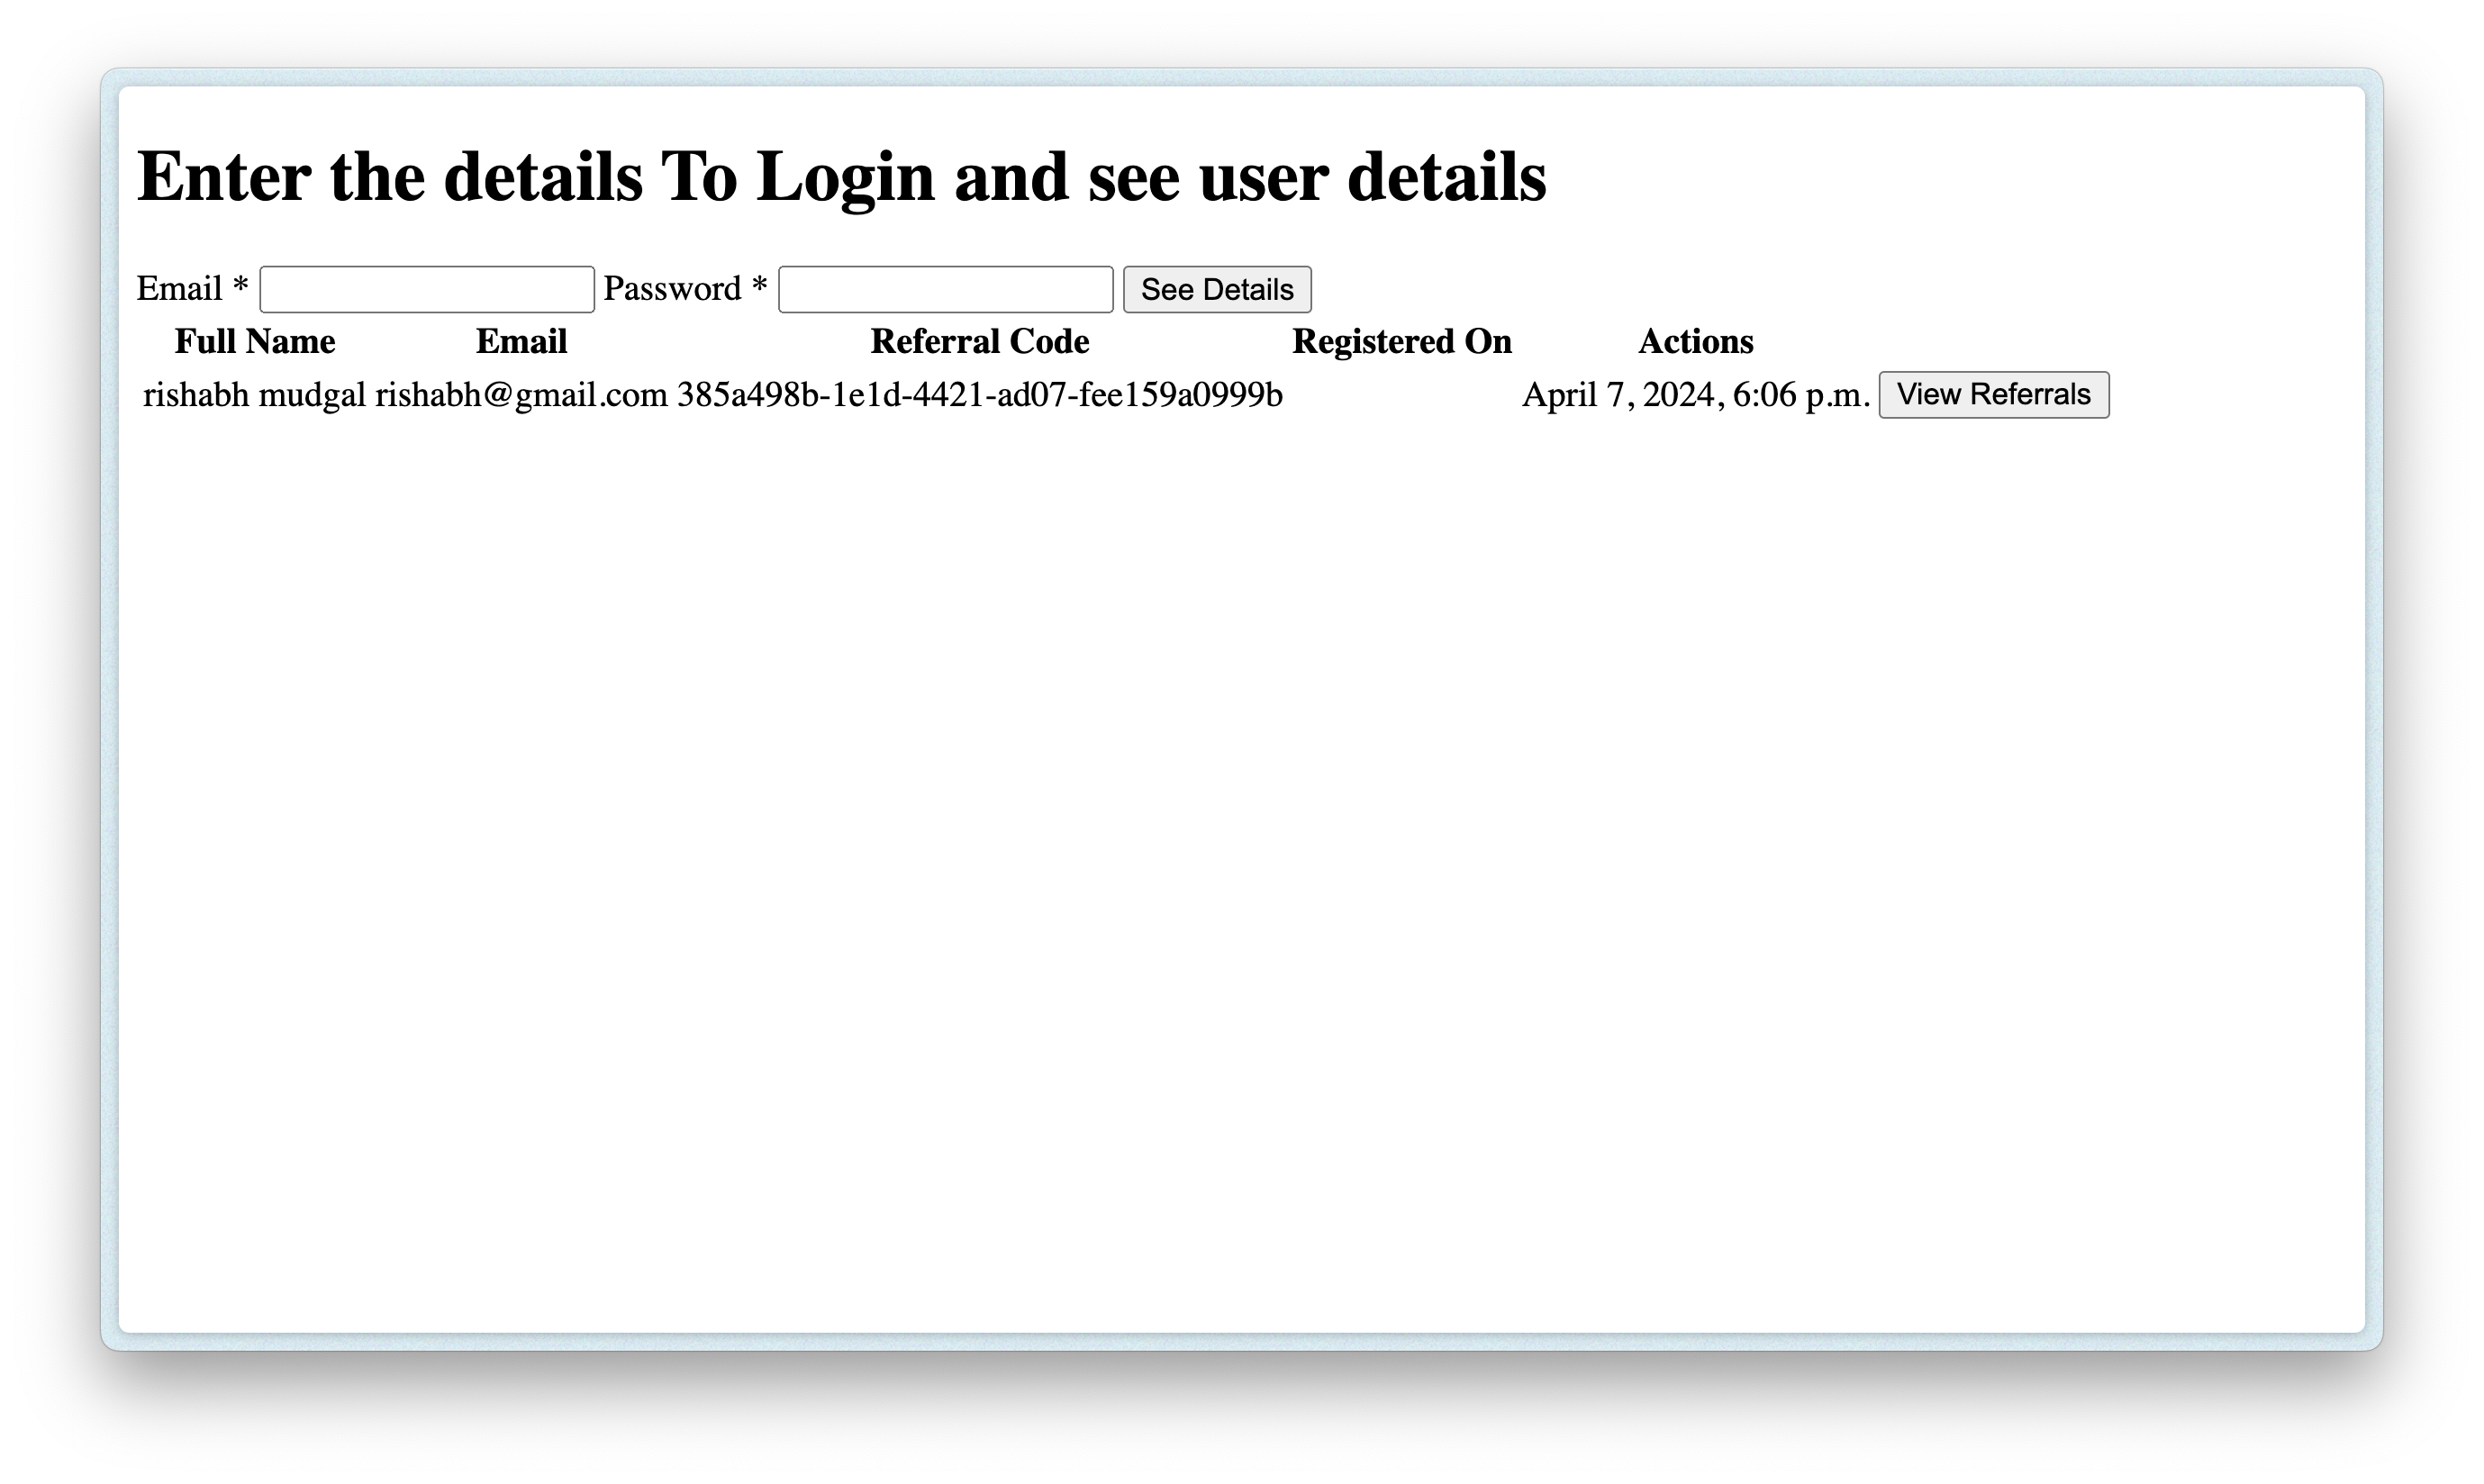 Enter the details To Login and see user details
Email * Password * See Details
Full Name Email Referral Code Registered On Actions
rishabh mudgal rishabh@gmail.com 385a498b-1e1d-4421-ad07-fee159a0999b April 7, 2024, 6:06 p.m. View Referrals